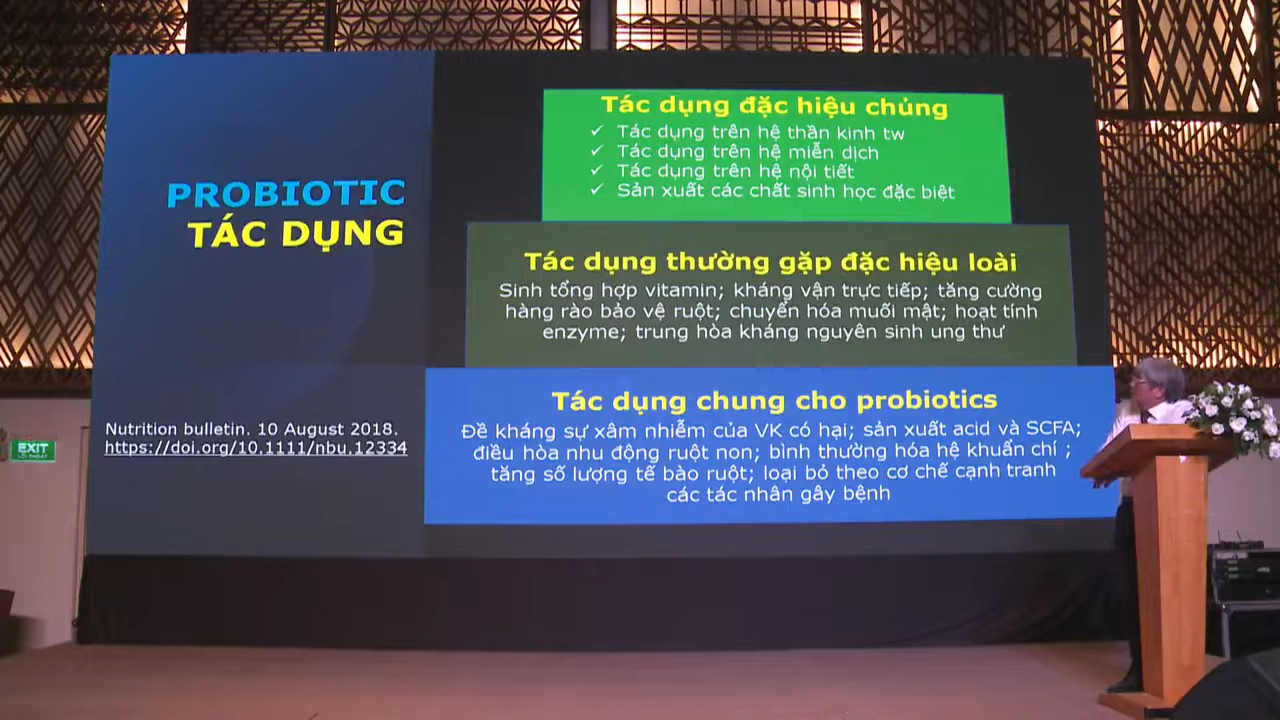 PROBIOTIC
TÁC DỤNG
Nutrition bulletin. 10 August 2018.
https://doi.org/10.1111/nbu.12334
Tác dụng đặc hiệu chủng
✓ Tác dụng trên hệ thần kinh tw
✓ Tác dụng trên hệ miễn dịch
✓ Tác dụng trên hệ nội tiết
✓ Sản xuất các chất sinh học đặc biệt
Tác dụng thường gặp đặc hiệu loài
Sinh tổng hợp vitamin; kháng vận trực tiếp; tăng cường
hàng rào bảo vệ ruột; chuyển hóa muối mật; hoạt tính
enzyme; trung hòa kháng nguyên sinh ung thư
Tác dụng chung cho probiotics
Đề kháng sự xâm nhiễm của VK có hại; sản xuất acid và SCFA;
điều hòa nhu động ruột non; bình thường hóa hệ khuẩn chí ;
tăng số lượng tế bào ruột; loại bỏ theo cơ chế cạnh tranh
các tác nhân gây bệnh
EXIT
LỐI THOÁT